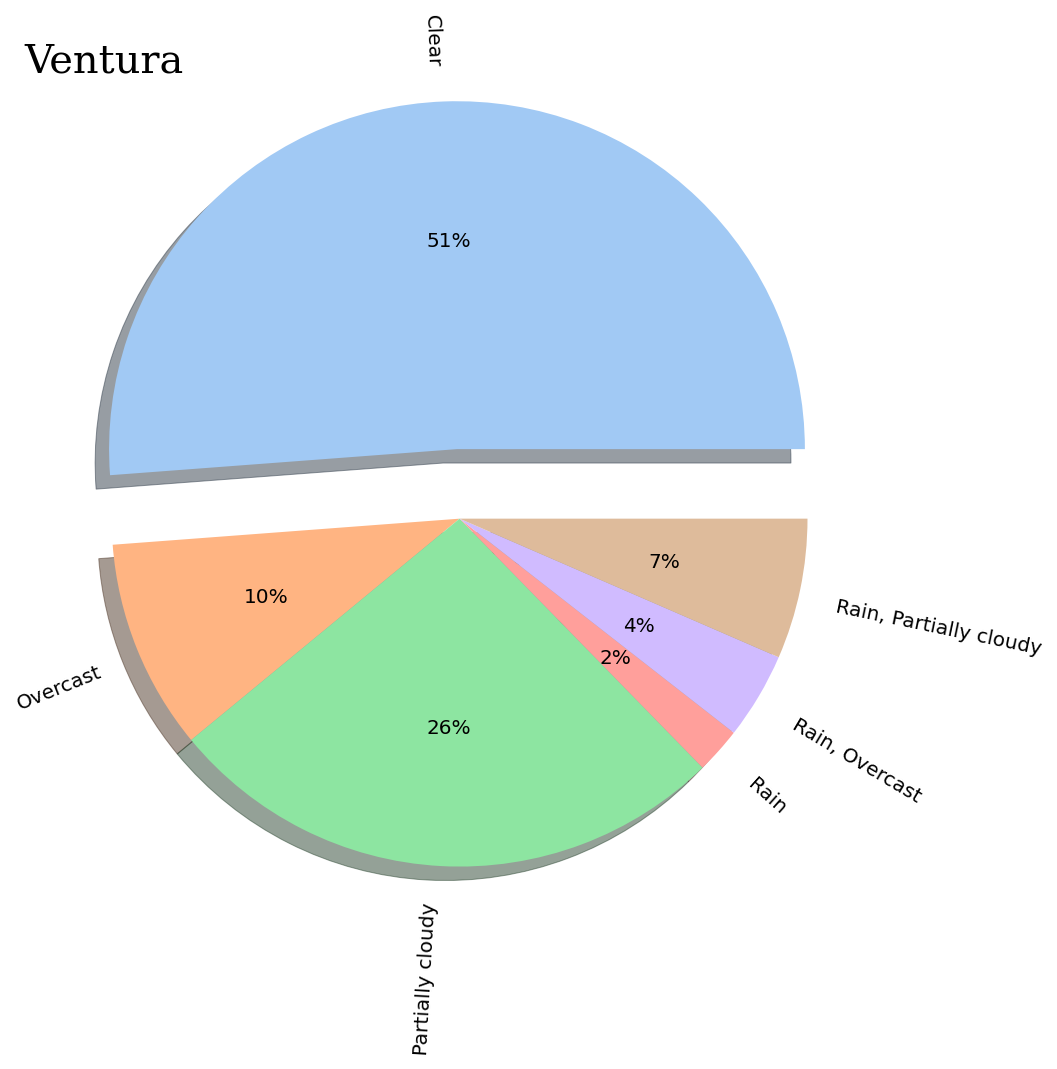 Ventura
Clear
51%
10%
7%
4%
2%
26%
Overcast
Rain, Partially cloudy
Rain, Overcast
Rain
Partially cloudy